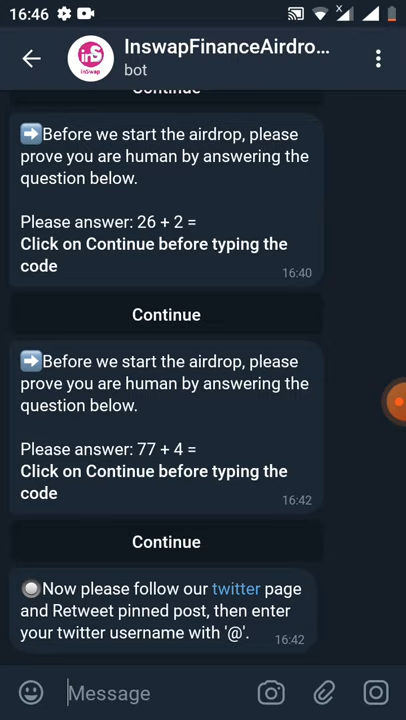 16:46
InswapFinanceAirdro...
bot
inS
InSwap
Continue
➡Before we start the airdrop, please
prove you are human by answering the
question below.
Please answer: 26 + 2 =
Click on Continue before typing the
code
16:40
Continue
➡Before we start the airdrop, please
prove you are human by answering the
question below.
Please answer: 77 + 4 =
Click on Continue before typing the
code
16:42
Continue
🔘Now please follow our twitter page
and Retweet pinned post, then enter
your twitter username with '@'.
16:42
Message